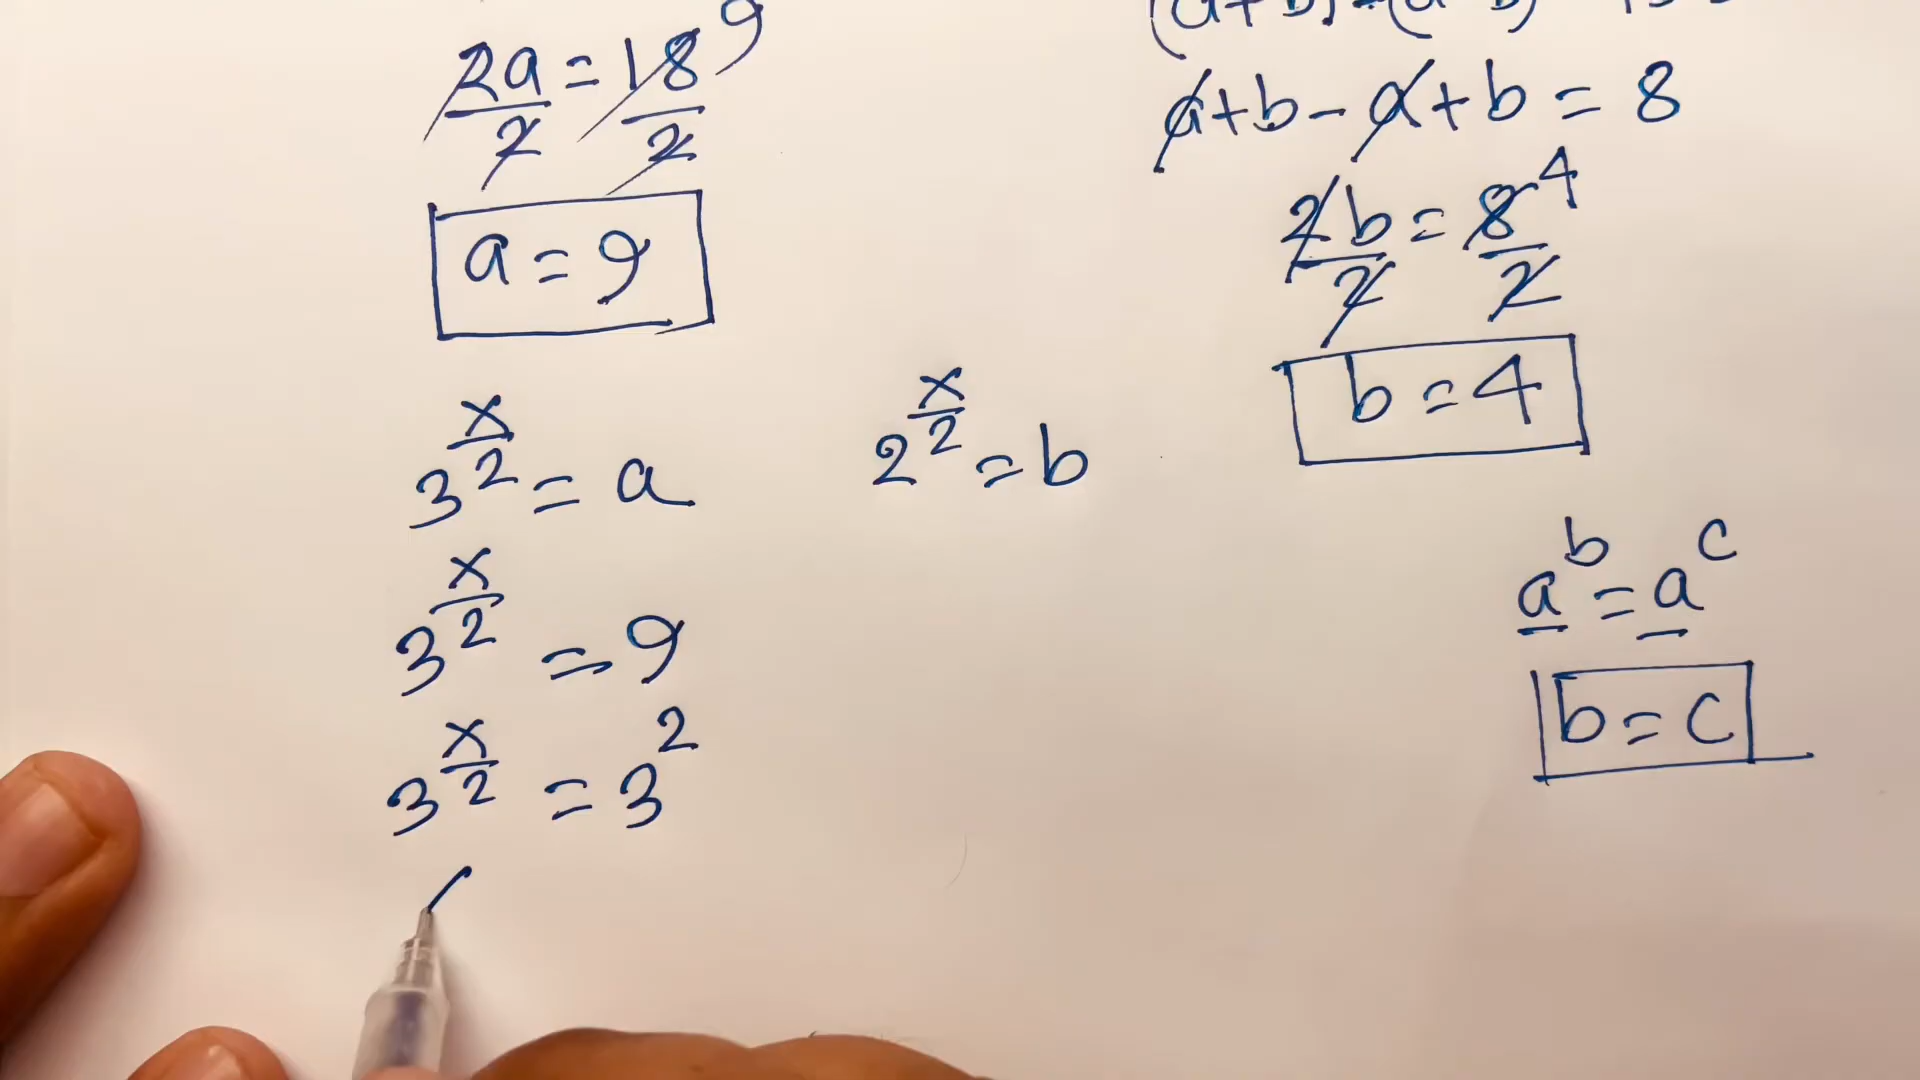 2a/2 = 18/2 9
a = 9
a+b-a+b = 8
2b/2 = 8/2 4
b = 4
3^(x/2) = a
2^(x/2) = b
3^(x/2) = 9
3^(x/2) = 3^2
a^b = a^c
b = c